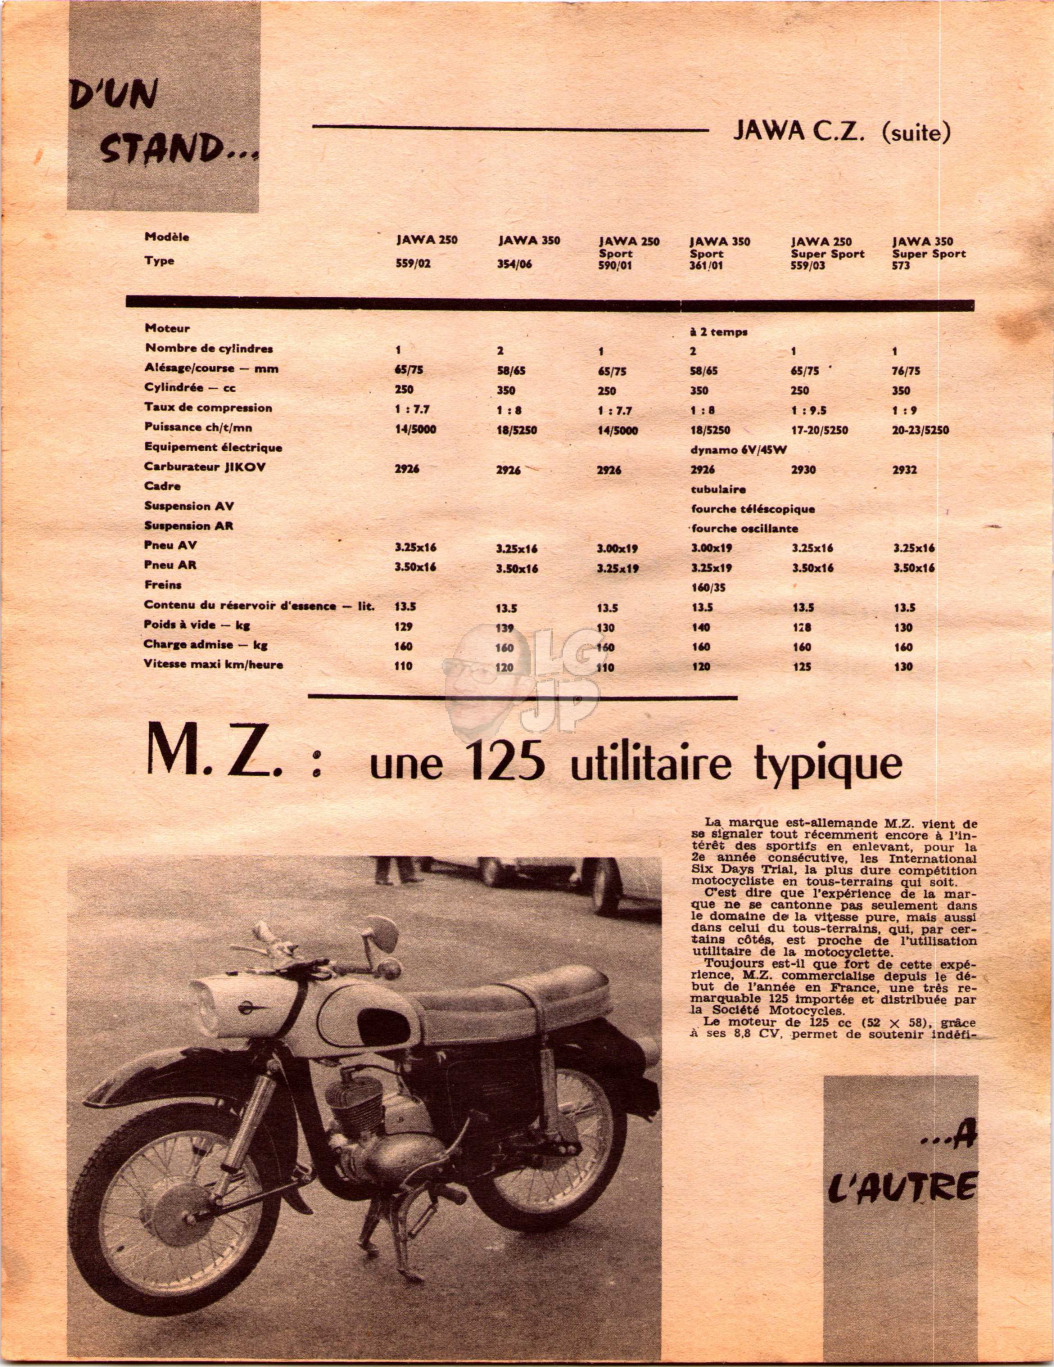 D'UN
STAND...
JAWA C.Z. (suite)
Modèle JAWA 250 JAWA 350 JAWA 250 Sport JAWA 350 Sport JAWA 250 Super Sport JAWA 350 Super Sport
Type 559/02 354/06 590/01 361/01 559/03 573
Moteur à 2 temps
Nombre de cylindres 1 2 1 2 1 1
Alésage/course — mm 65/75 58/65 65/75 58/65 65/75 76/75
Cylindrée — cc 250 350 250 350 250 350
Taux de compression 1 : 7.7 1 : 8 1 : 7.7 1 : 8 1 : 9.5 1 : 9
Puissance ch/t/mn 14/5000 18/5250 14/5000 18/5250 17-20/5250 20-23/5250
Equipement électrique dynamo 6V/45W
Carburateur JIKOV 2926 2926 2926 2926 2930 2932
Cadre tubulaire
Suspension AV fourche téléscopique
Suspension AR fourche oscillante
Pneu AV 3.25x16 3.25x16 3.00x19 3.00x19 3.25x16 3.25x16
Pneu AR 3.50x16 3.50x16 3.25x19 3.25x19 3.50x16 3.50x16
Freins 160/35
Contenu du réservoir d'essence — lit. 13.5 13.5 13.5 13.5 13.5 13.5
Poids à vide — kg 129 139 130 140 128 130
Charge admise — kg 160 160 160 160 160 160
Vitesse maxi km/heure 110 120 110 120 125 130
LG
JP
M.Z. : une 125 utilitaire typique
La marque est-allemande M.Z. vient de
se signaler tout récemment encore à l'in-
térêt des sportifs en enlevant, pour la
2e année consécutive, les International
Six Days Trial, la plus dure compétition
motocycliste en tous-terrains qui soit.
C'est dire que l'expérience de la mar-
que ne se cantonne pas seulement dans
le domaine de la vitesse pure, mais aussi
dans celui du tous-terrains, qui, par cer-
tains côtés, est proche de l'utilisation
utilitaire de la motocyclette.
Toujours est-il que fort de cette expé-
rience, M.Z. commercialise depuis le dé-
but de l'année en France, une très re-
marquable 125 importée et distribuée par
la Société Motocycles.
Le moteur de 125 cc (52 × 58), grâce
à ses 8,8 CV, permet de soutenir indéfi-
...A
L'AUTRE